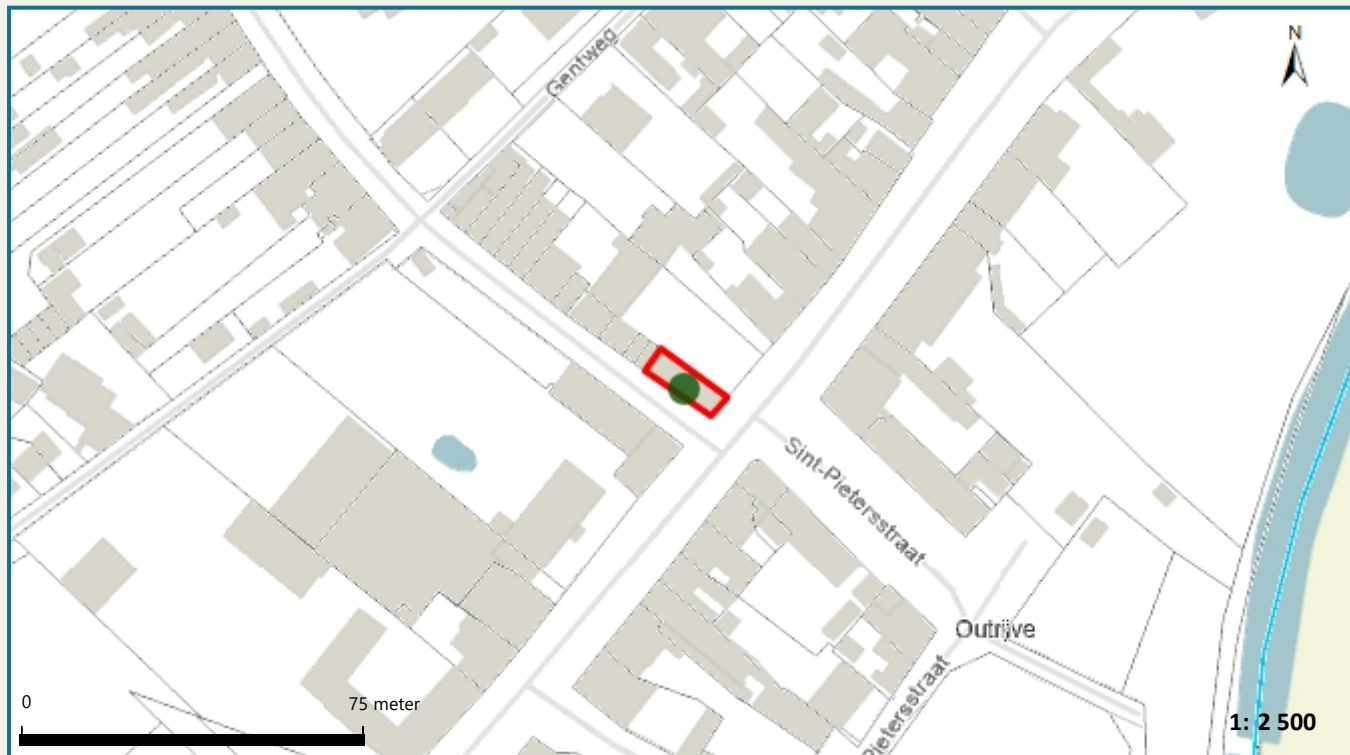 N
Gentweg
Sint-Pietersstraat
Outrijve
Pietersstraat
0
75 meter
1: 2 500